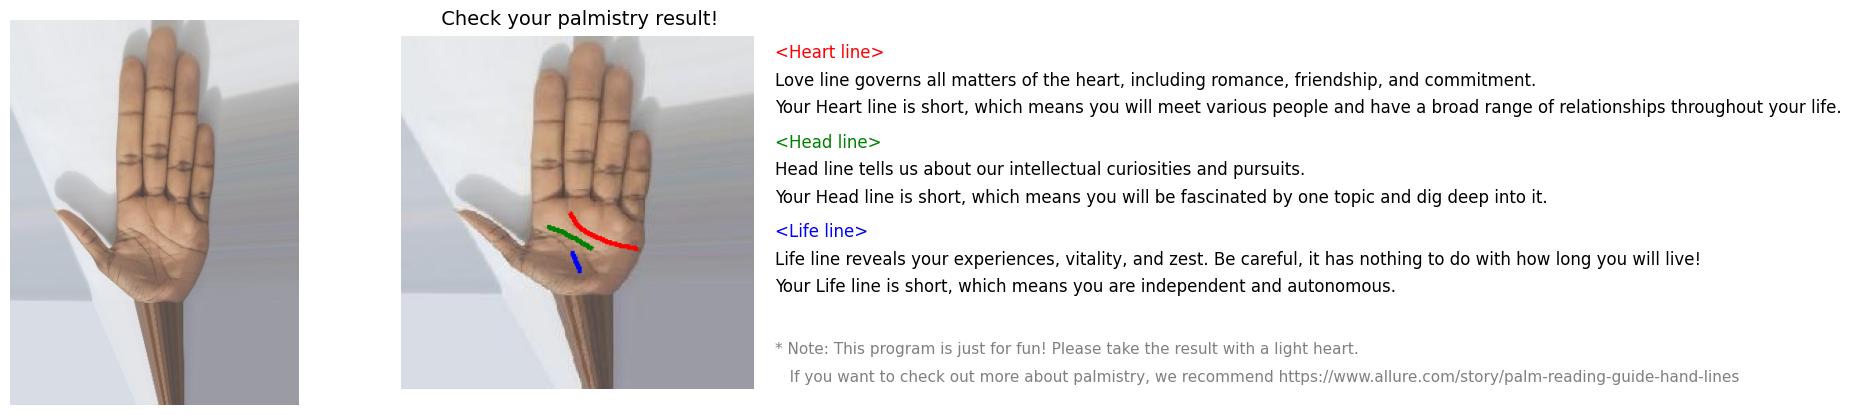 Check your palmistry result!
<Heart line>
Love line governs all matters of the heart, including romance, friendship, and commitment.
Your Heart line is short, which means you will meet various people and have a broad range of relationships throughout your life.
<Head line>
Head line tells us about our intellectual curiosities and pursuits.
Your Head line is short, which means you will be fascinated by one topic and dig deep into it.
<Life line>
Life line reveals your experiences, vitality, and zest. Be careful, it has nothing to do with how long you will live!
Your Life line is short, which means you are independent and autonomous.
* Note: This program is just for fun! Please take the result with a light heart.
If you want to check out more about palmistry, we recommend https://www.allure.com/story/palm-reading-guide-hand-lines